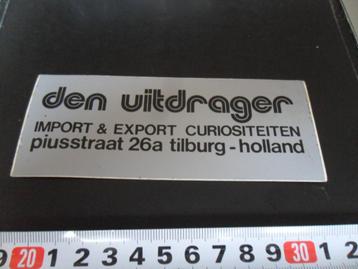 den uitdrager
IMPORT & EXPORT CURIOSITEITEN
piusstraat 26a tilburg - holland
9 20 1 2 3 4 5 6 7 8 9 30 1 2